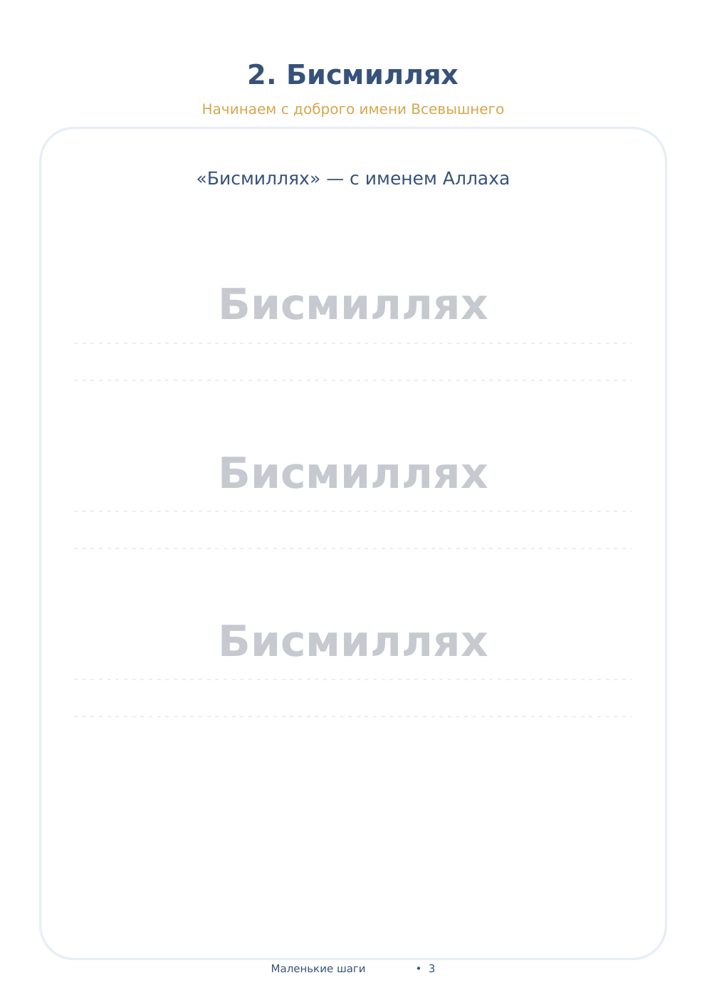 2. Бисмиллях
Начинаем с доброго имени Всевышнего
«Бисмиллях» — с именем Аллаха
Бисмиллях
Бисмиллях
Бисмиллях
Маленькие шаги • 3